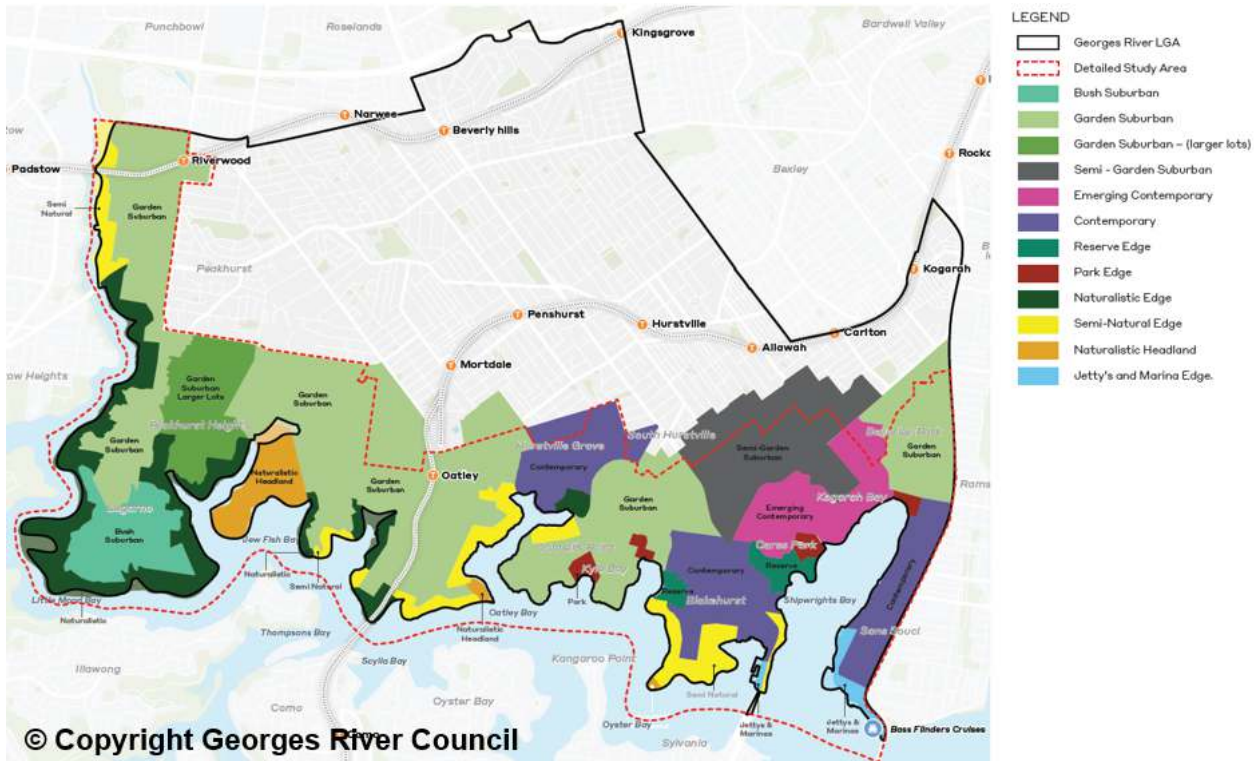 Punchbowl
Roselands
Bardwell Valley
Kingsgrove
Narwee
Beverly hills
Bexley
Padstow
Riverwood
Semi
Natural
Garden
Suburban
Peakhurst
Kogarah
Penshurst
Hurstville
Carlton
Allawah
Mortdale
Garden
Suburban
Larger Lots
Garden
Suburban
Peakhurst Heights
Garden
Suburban
Hurstville Grove
South Hurstville
Semi-Garden
Suburban
Garden
Suburban
Naturalistic
Headland
Garden
Suburban
Oatley
Contemporary
Garden
Suburban
Kogarah Bay
Emerging
Contemporary
Lugarno
Bush
Suburban
Jew Fish Bay
Naturalistic
Semi Natural
Kyle Bay
Park
Contemporary
Carss Park
Reserve
Reserve
Blakehurst
Shipwrights Bay
Contemporary
Sans Souci
Naturalistic
Oatley Bay
Naturalistic
Headland
Thompsons Bay
Scylla Bay
Kangaroo Point
Illawong
Como
Oyster Bay
Semi Natural
Oyster Bay
Jettys &
Marinas
Jettys &
Marinas
Bass Flinders Cruises
Sylvania
© Copyright Georges River Council
LEGEND
Georges River LGA
Detailed Study Area
Bush Suburban
Garden Suburban
Garden Suburban – (larger lots)
Semi - Garden Suburban
Emerging Contemporary
Contemporary
Reserve Edge
Park Edge
Naturalistic Edge
Semi-Natural Edge
Naturalistic Headland
Jetty's and Marina Edge.